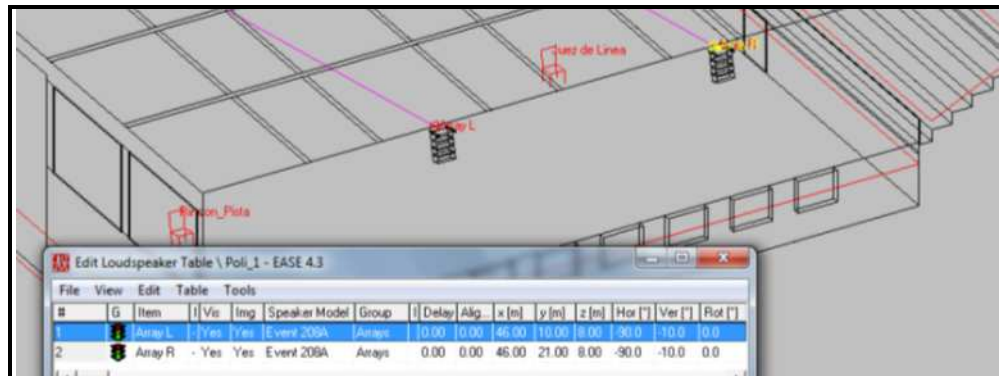 Juez de Linea
Array R
Array L
Rincon_Pista
Edit Loudspeaker Table \ Poli_1 - EASE 4.3
File View Edit Table Tools
# G Item I Vis Img Speaker Model Group I Delay Alig... x [m] y [m] z [m] Hor [°] Ver [°] Rot [°]
1 Array L - Yes Yes Event 208A Arrays 0.00 0.00 46.00 10.00 8.00 -90.0 -10.0 0.0
2 Array R - Yes Yes Event 208A Arrays 0.00 0.00 46.00 21.00 8.00 -90.0 -10.0 0.0